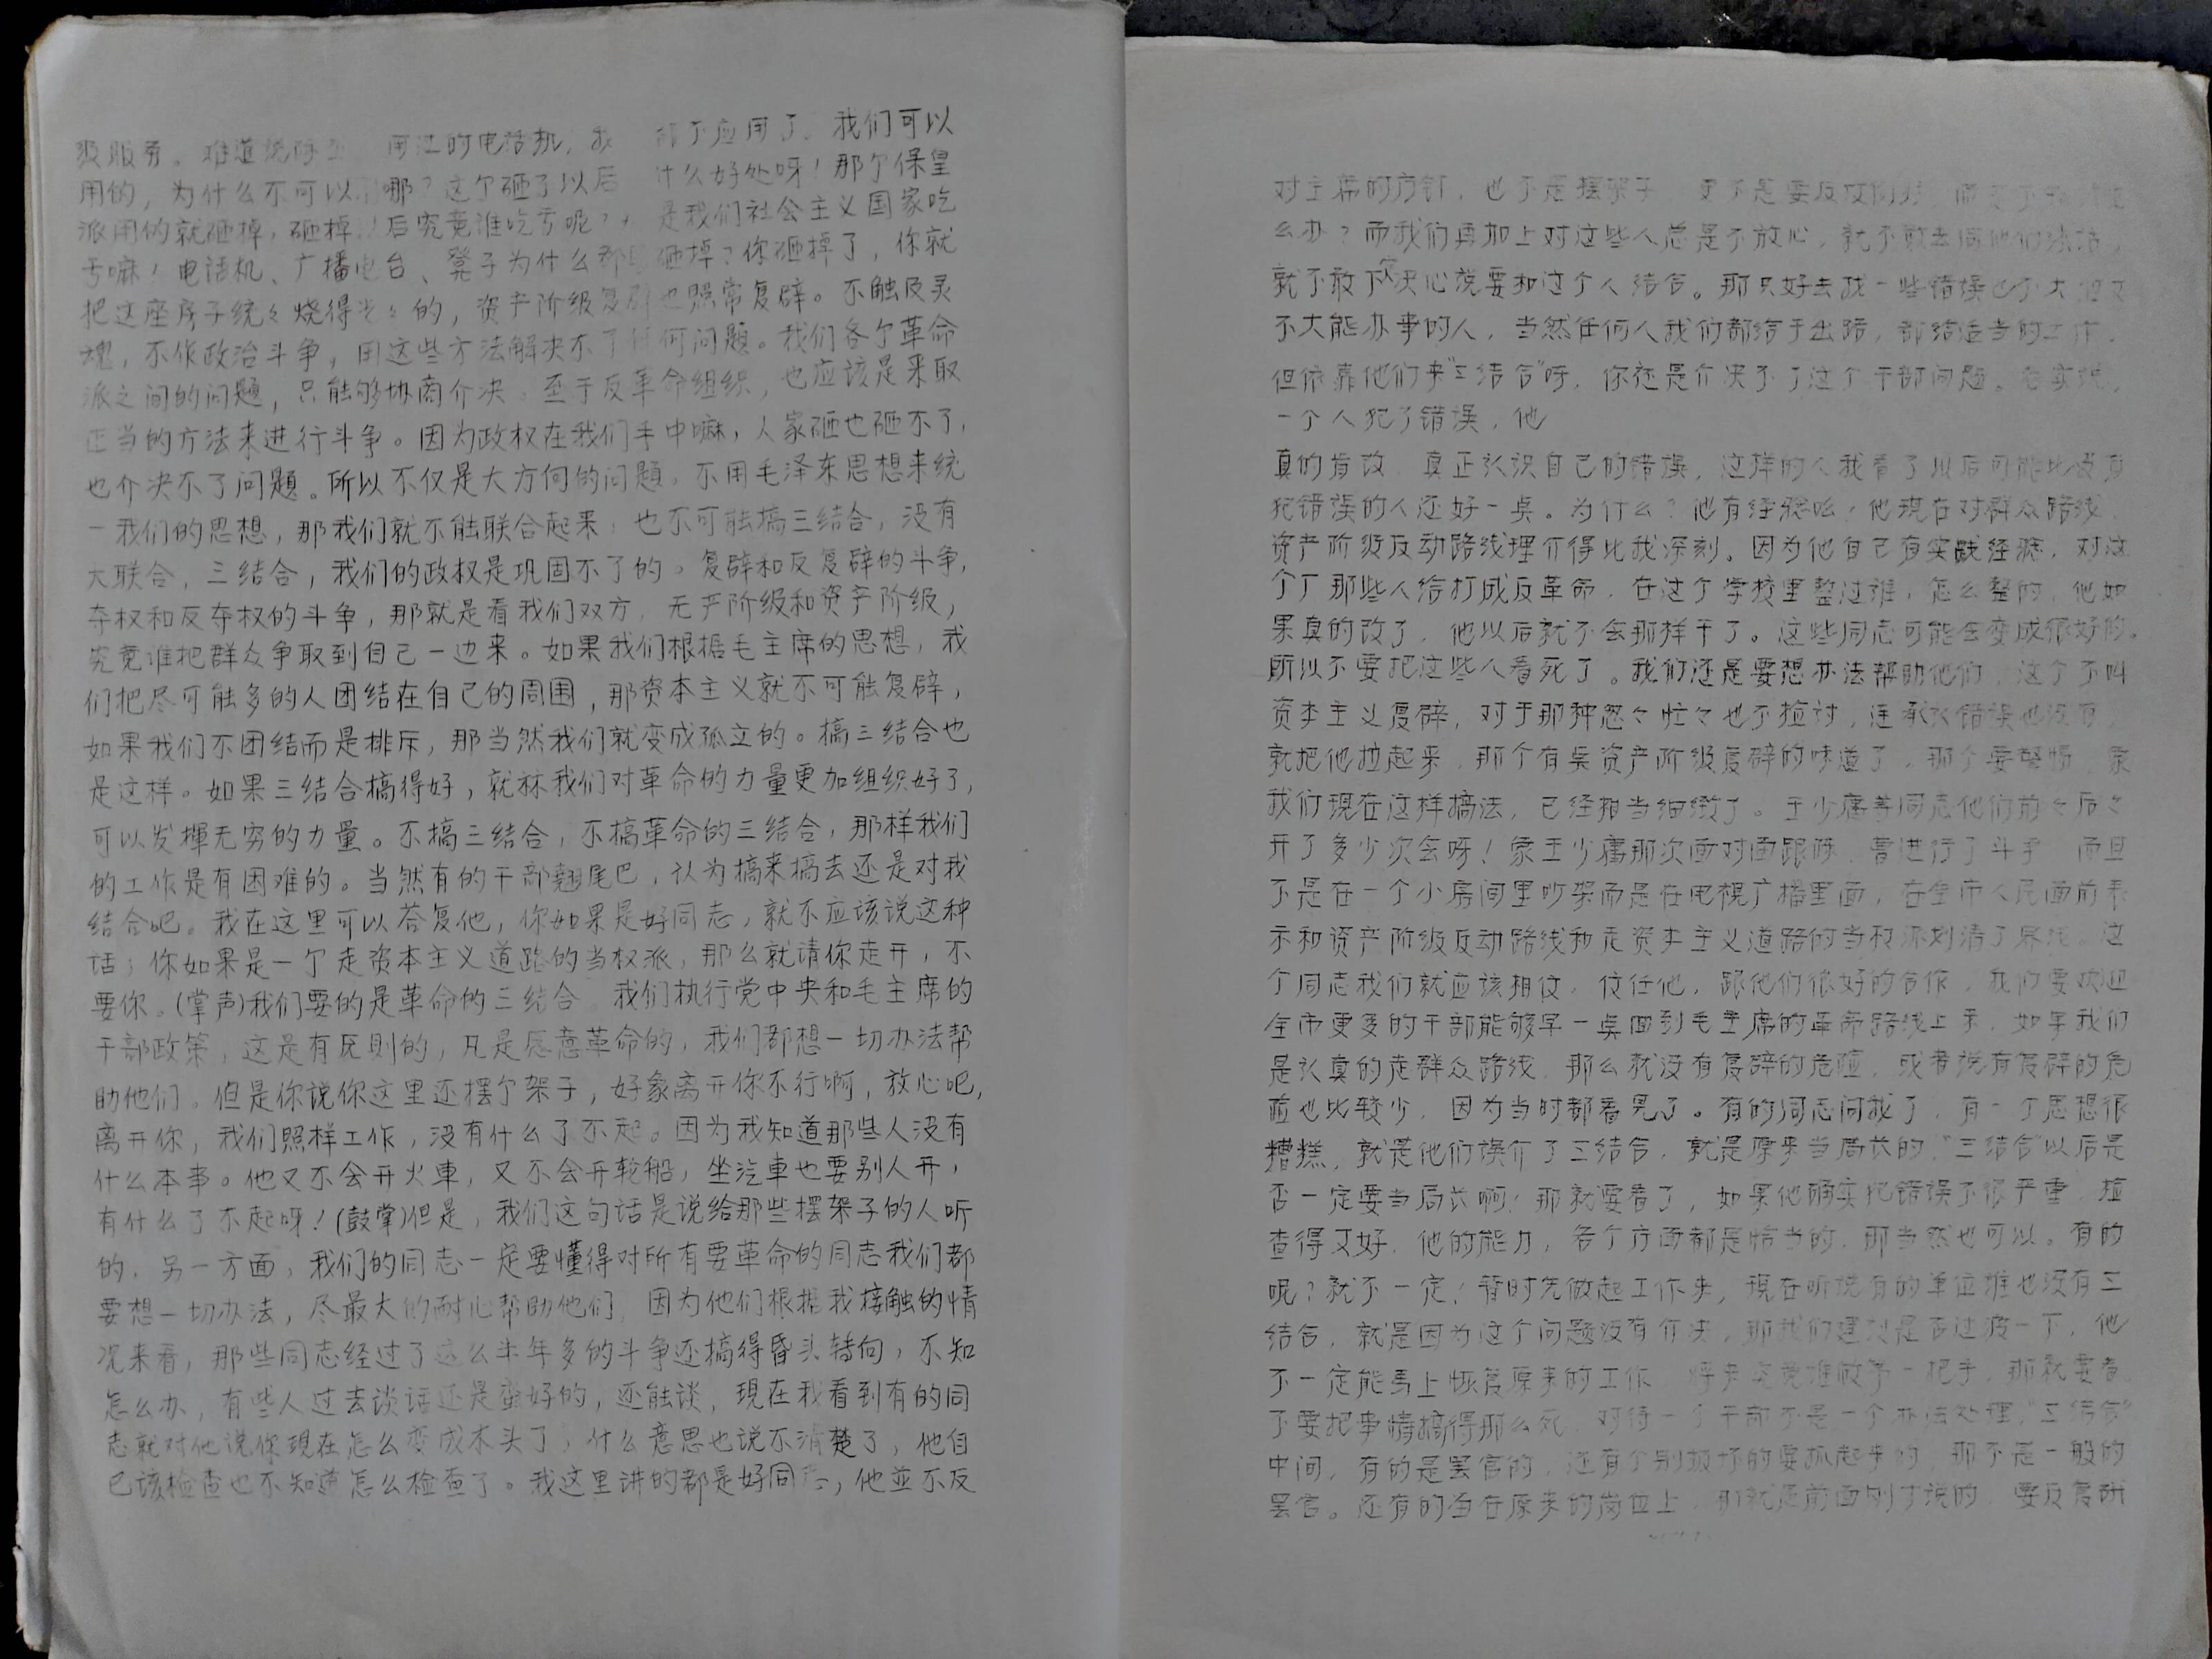 级服务。难道说 用过的电话机，我 都不应用了。我们可以
用的，为什么不可以 哪？这个砸了以后 什么好处呀！那个保皇
派用的就砸掉，砸掉以后究竟谁吃亏呢？ 是我们社会主义国家吃
亏嘛！电话机、广播电台、凳子为什么都 砸掉？你砸掉了，你就
把这座房子统々烧得光々的，资产阶级复辟也照常复辟。不触及灵
魂，不作政治斗争，用这些方法解决不了任何问题。我们各个革命
派之间的问题，只能够协商介决。至于反革命组织，也应该是采取
正当的方法来进行斗争。因为政权在我们手中嘛，人家砸也砸不了，
也介决不了问题。所以不仅是大方向的问题，不用毛泽东思想来统
一我们的思想，那我们就不能联合起来，也不可能搞三结合，没有
大联合，三结合，我们的政权是巩固不了的。复辟和反复辟的斗争，
夺权和反夺权的斗争，那就是看我们双方，无产阶级和资产阶级，
究竟谁把群众争取到自己一边来。如果我们根据毛主席的思想，我
们把尽可能多的人团结在自己的周围，那资本主义就不可能复辟，
如果我们不团结而是排斥，那当然我们就变成孤立的。搞三结合也
是这样。如果三结合搞得好，就 我们对革命的力量更加组织好了，
可以发揮无穷的力量。不搞三结合，不搞革命的三结合，那样我们
的工作是有困难的。当然有的干部翘尾巴，认为搞来搞去还是对我
结合吧。我在这里可以荅复他，你如果是好同志，就不应该说这种
话；你如果是一个走资本主义道路的当权派，那么就请你走开，不
要你。(掌声)我们要的是革命的三结合 我们执行党中央和毛主席的
干部政策，这是有原则的，凡是愿意革命的，我们都想一切办法帮
助他们。但是你说你这里还摆个架子，好象离开你不行啊，放心吧，
离开你，我们照样工作，没有什么了不起。因为我知道那些人没有
什么本事。他又不会开火車，又不会开轮船，坐汽車也要别人开，
有什么了不起呀！(鼓掌)但是，我们这句话是说给那些摆架子的人听
的，另一方面，我们的同志一定要懂得对所有要革命的同志我们都
要想一切办法，尽最大的耐心帮助他们，因为他们根据我接触的情
况来看，那些同志经过了这么半年多的斗争还搞得昏头转向，不知
怎么办，有些人过去谈话还是蛮好的，还能谈，現在我看到有的同
志就对他说你現在怎么变成木头了，什么意思也说不清楚了，他自
己该检查也不知道怎么检查了。我这里讲的都是好同志，他並不反
对主席的方针，也不是摆架子，更不是要反攻 而是不知道怎
么办？而我们再加上对这些人总是不放心，就不敢去同他们 ，
就不敢下定决心说要和这个人结合。那只好去找一些错误也不大 又
不大能办事的人，当然任何人我们都给于出路，都给适当的工作，
但依靠他们来“三结合”呀，你还是介决不了这个干部问题。 ，
一个人犯了错误，他
真的肯改，真正认识自己的错误，这样的人我看了以后可能比没有
犯错误的人还好一奌。为什么？他有经验么，他现在对群众路线，
资产阶级反动路线理介得比我深刻。因为他自己有实践经验，对这
个厂那些人给打成反革命，在这个学校里整过谁，怎么整的，他如
果真的改了，他以后就不会那样干了。这些同志可能会变成很好的。
所以不要把这些人看死了。我们还是要想办法帮助他们，这个不叫
资本主义复辟，对于那种忽々忙々也不检讨，连承认错误也没有
就把他拉起来，那个有奌资产阶级复辟的味道了，那个要警惕，象
我们现在这样搞法，已经相当细致了。王少庸等同志他们前々后々
开了多少次会呀！象王少庸那次面对面跟陈、曹进行了斗争 而且
不是在一个小房间里吵架而是在电视广播里面，在全市人民面前表
示和资产阶级反动路线和走资本主义道路的当权派划清了界线。这
个同志我们就应该相仗，仗任他，跟他们很好的合作，我们要欢迎
全市更多的干部能够早一奌回到毛主席的革命路线上来，如果我们
是认真的走群众路线，那么就没有复辟的危险，或者说有复辟的危
险也比较少，因为当时都看见了。有的同志问我了，有一个思想很
糟糕，就是他们误介了三结合，就是原来当局长的，“三结合”以后是
否一定要当局长啊！那就要看了，如果他确实犯错误不很严重 检
查得又好，他的能力，各个方面都是恰当的，那当然也可以。有的
呢？就不一定！暂时先做起工作来，现在听说有的单位谁也没有三
结合，就是因为这个问题没有介决，那我们建议是否过渡一下，他
不一定能马上恢复原来的工作 将来究竟谁做第一把手，那就要看
不要把事情搞得那么死，对待一个干部不是一个办法处理，“三结合”
中间，有的是罢官的，还有个别极坏的要抓起来的 那不是一般的
罢官。还有的留在原来的岗位上，那就是前面刚才说的 要反复研